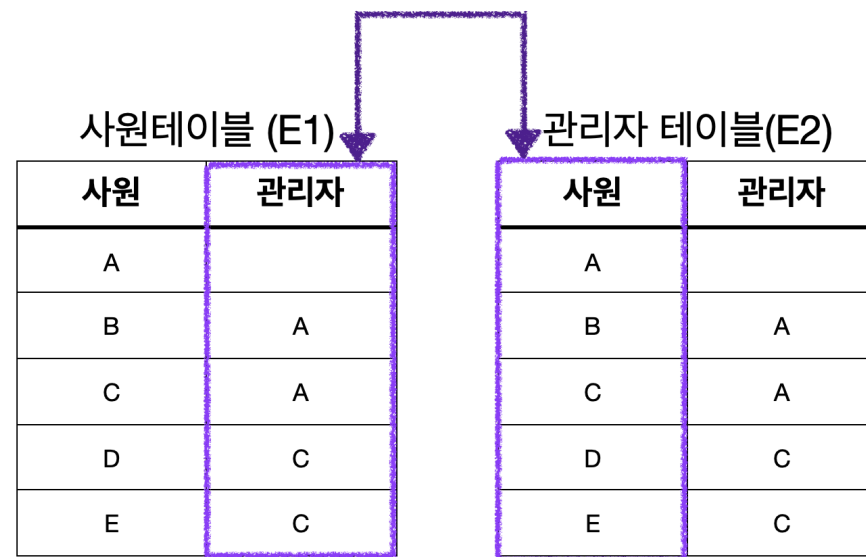 사원테이블 (E1) 관리자 테이블(E2)
사원 관리자 사원 관리자
A A
B A B A
C A C A
D C D C
E C E C